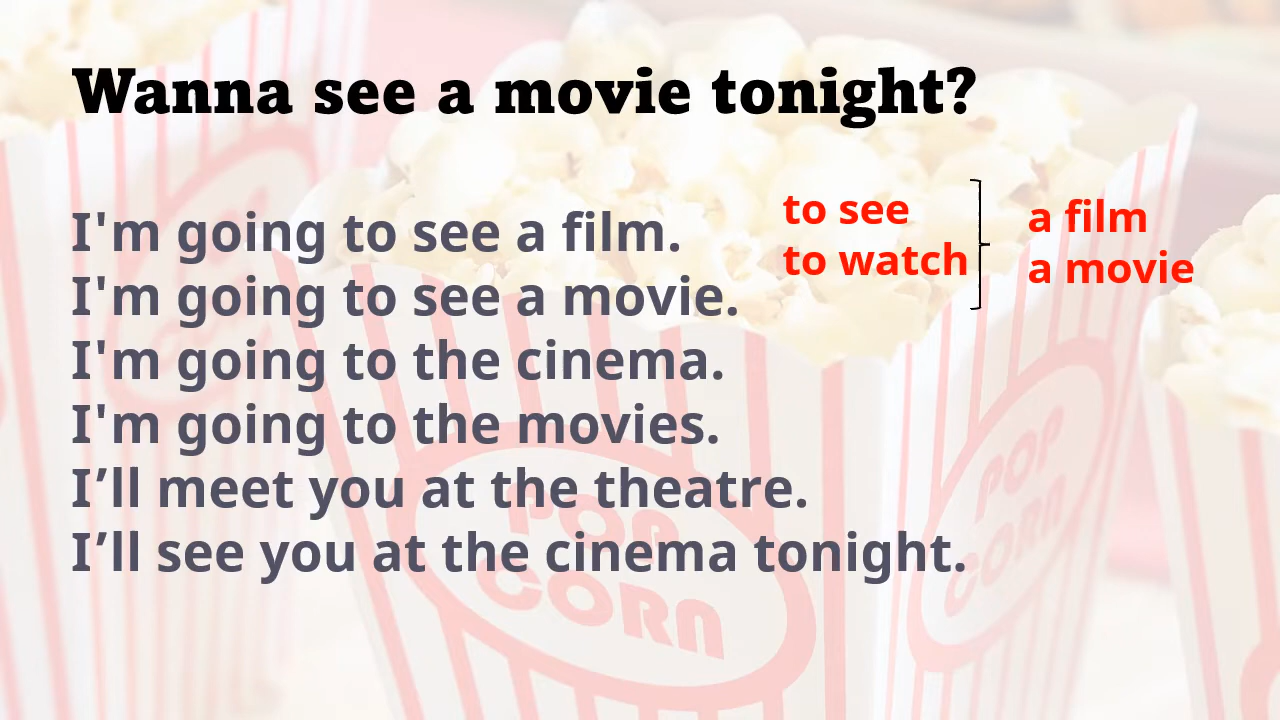 Wanna see a movie tonight?
I'm going to see a film.
I'm going to see a movie.
I'm going to the cinema.
I'm going to the movies.
I’ll meet you at the theatre.
I’ll see you at the cinema tonight.
to see
to watch
a film
a movie
POP
CORN
POP
CORN